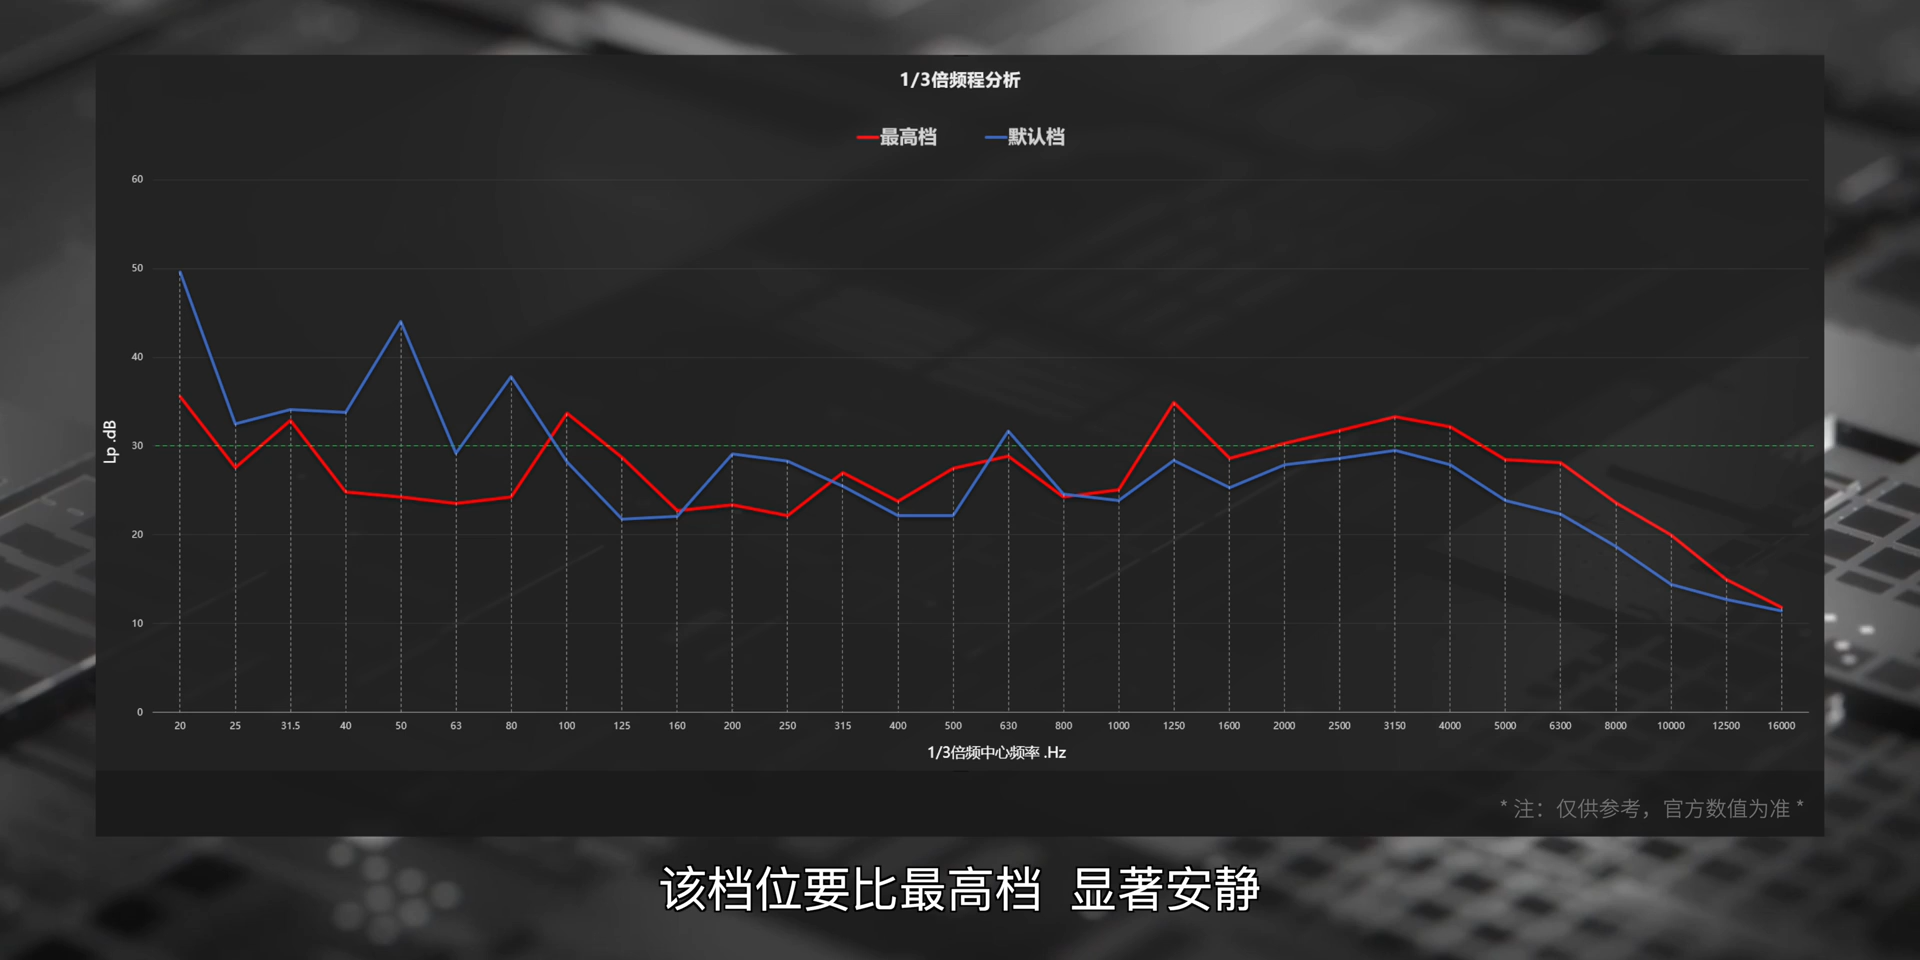 1/3倍频程分析
最高档 默认档
60
50
40
30
20
10
0
Lp .dB
20 25 31.5 40 50 63 80 100 125 160 200 250 315 400 500 630 800 1000 1250 1600 2000 2500 3150 4000 5000 6300 8000 10000 12500 16000
1/3倍频中心频率 .Hz
* 注：仅供参考，官方数值为准 *
该档位要比最高档 显著安静